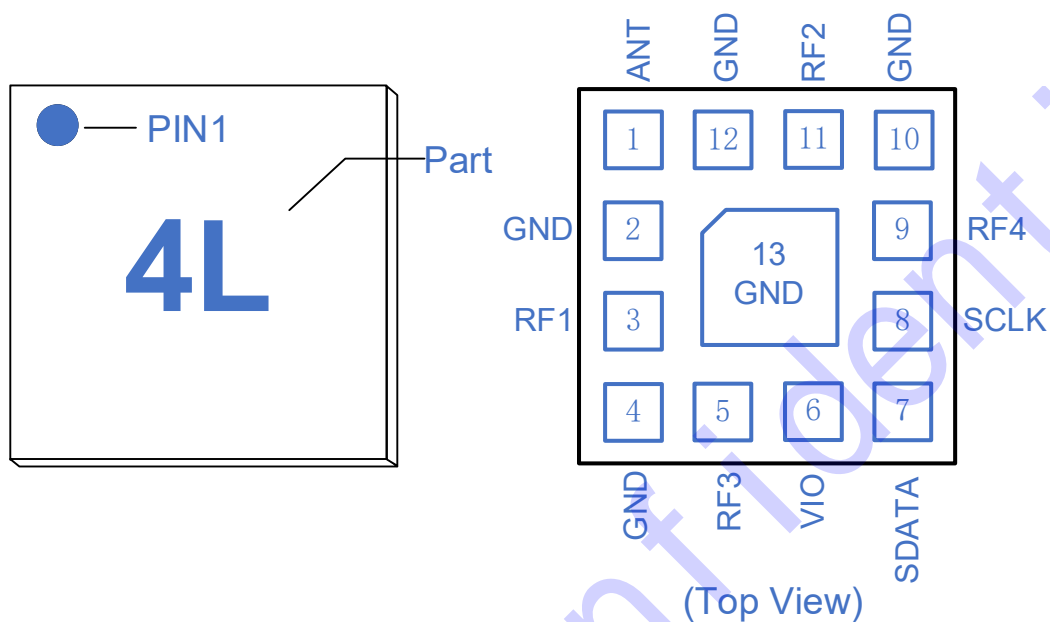 PIN1
Part
4L
ANT
GND
RF2
GND
1
12
11
10
GND
2
13
GND
9
RF4
RF1
3
8
SCLK
4
5
6
7
GND
RF3
VIO
SDATA
(Top View)